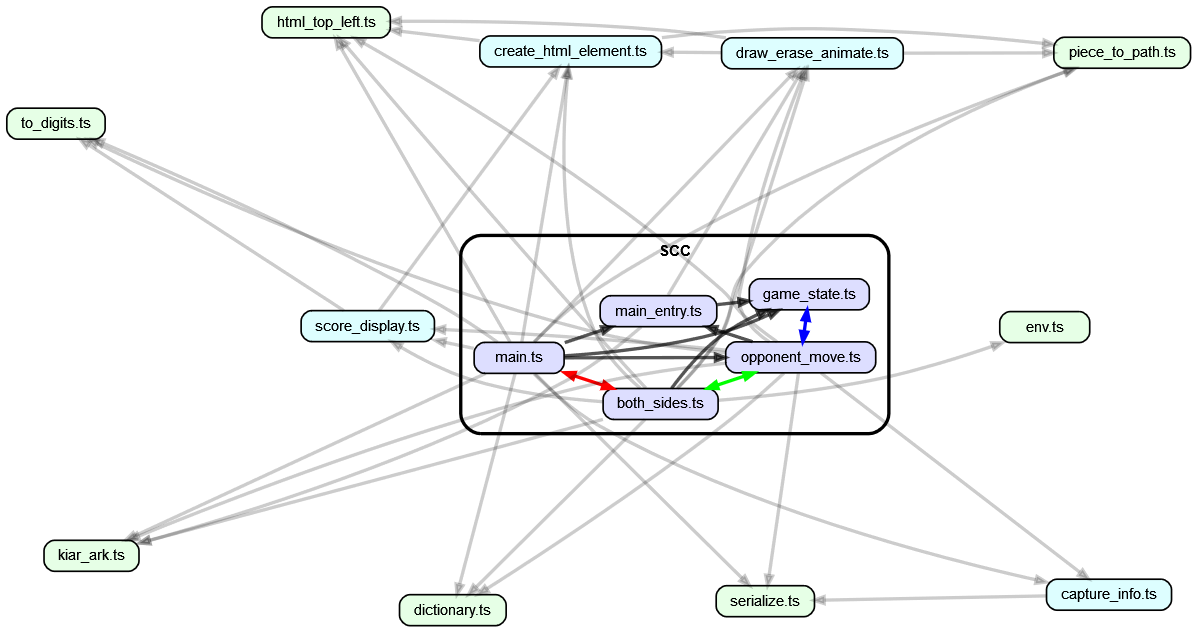 html_top_left.ts
create_html_element.ts
draw_erase_animate.ts
piece_to_path.ts
to_digits.ts
SCC
game_state.ts
main_entry.ts
score_display.ts
env.ts
main.ts
opponent_move.ts
both_sides.ts
kiar_ark.ts
dictionary.ts
serialize.ts
capture_info.ts